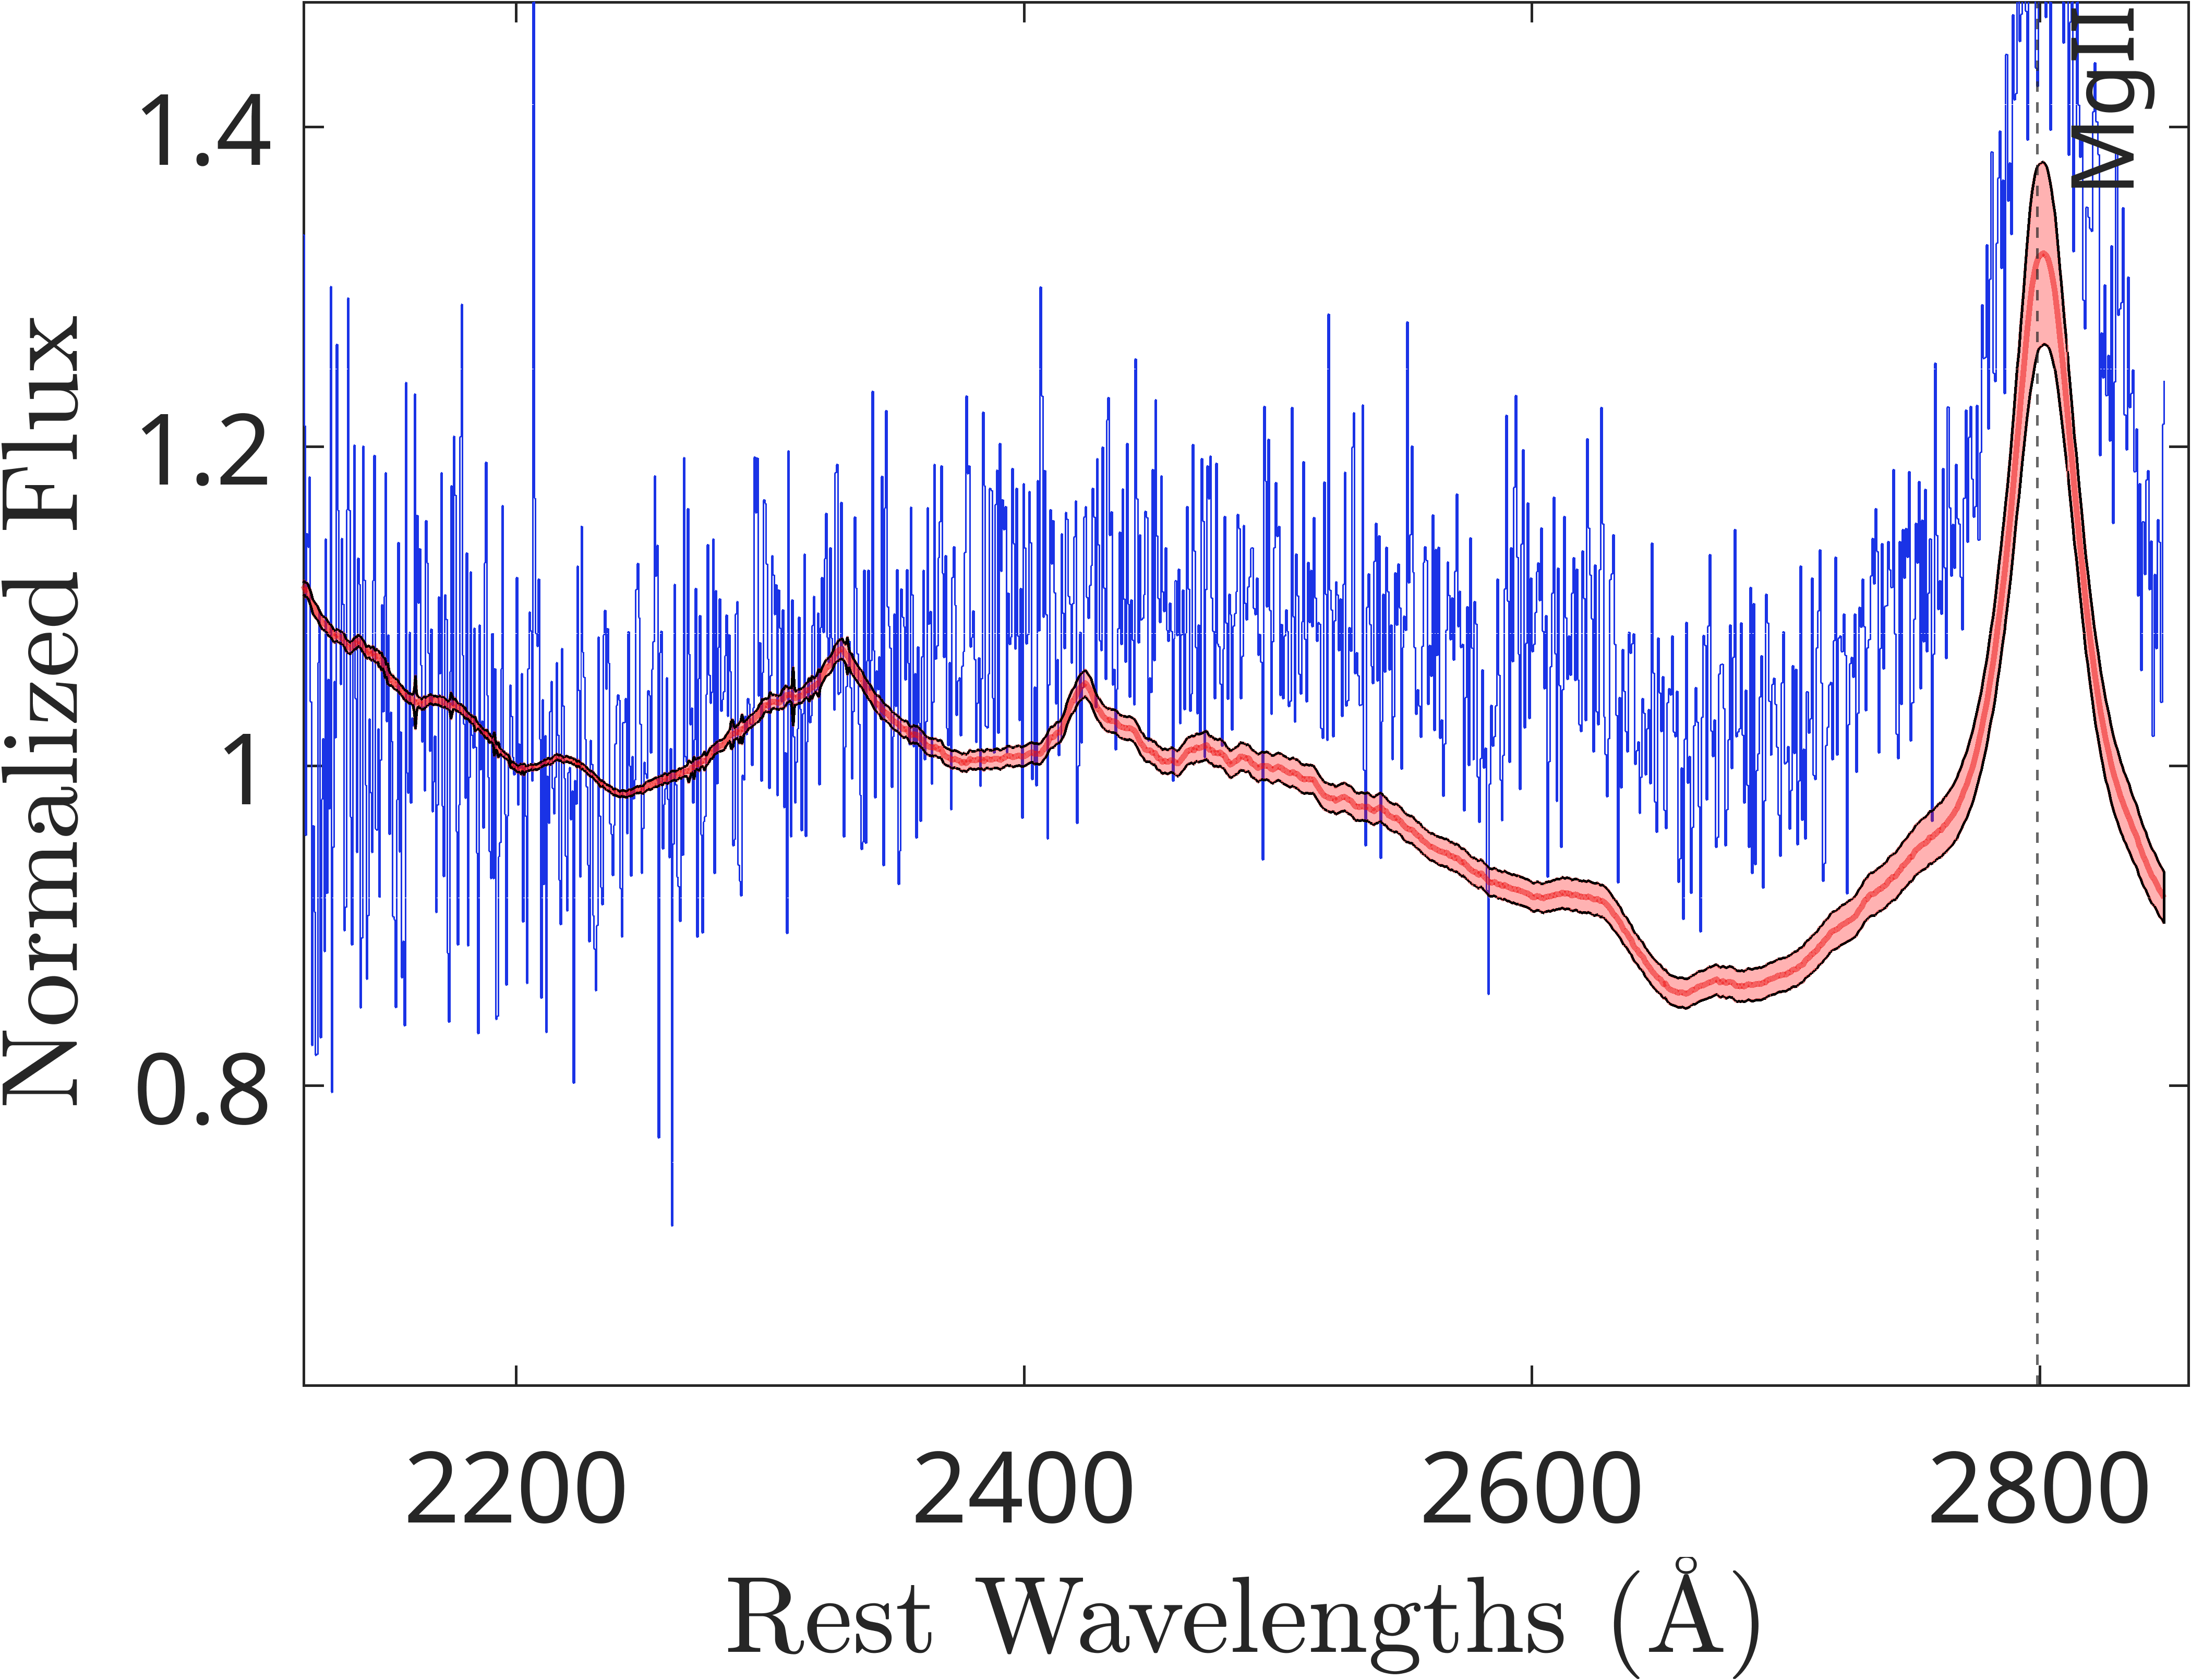 MgII
1.4
1.2
1
0.8
Normalized Flux
2200 2400 2600 2800
Rest Wavelengths (Å)